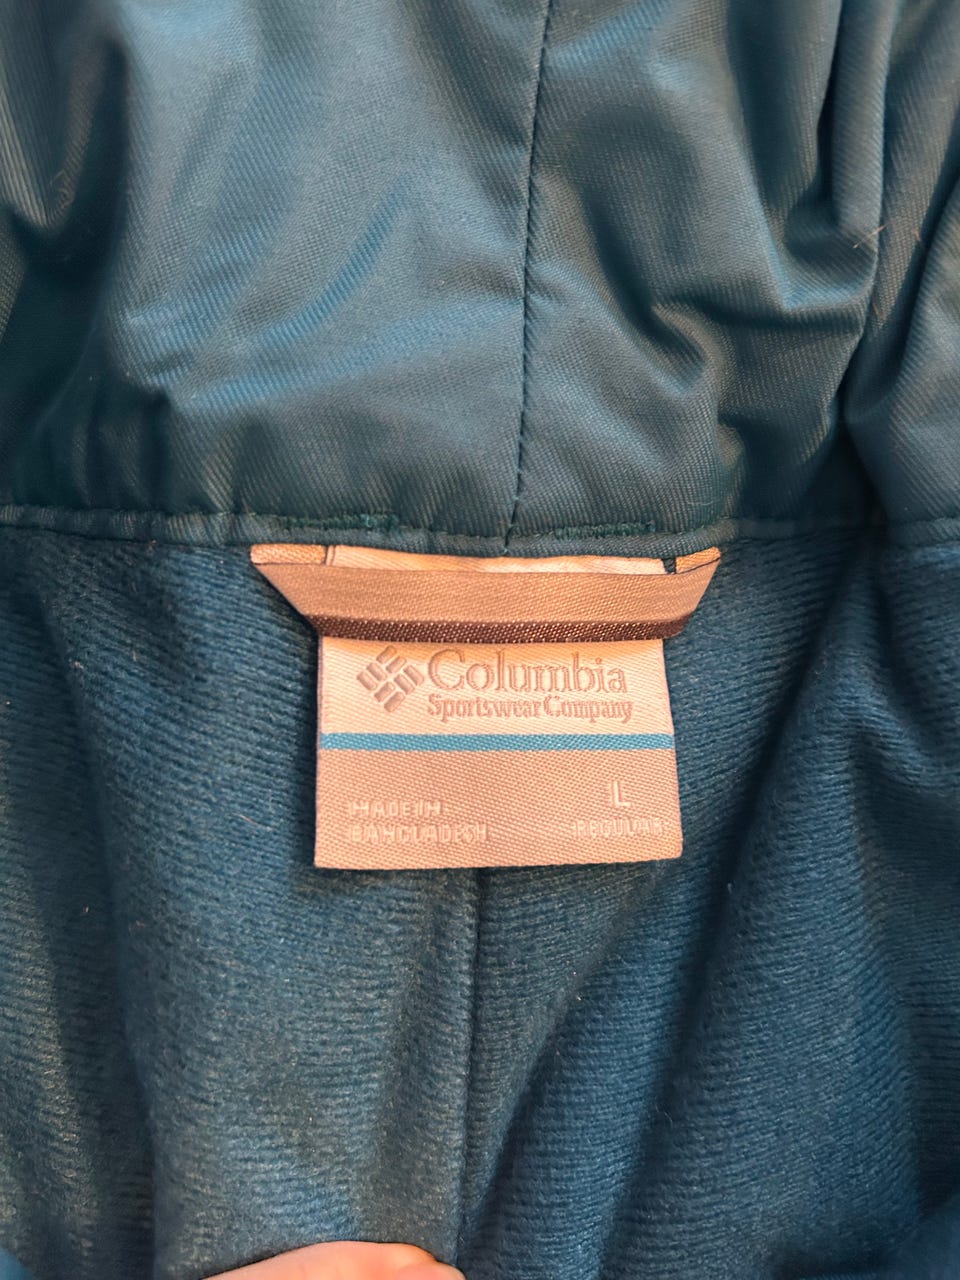 Columbia
Sportswear Company
L
MADE IN
BANGLADESH
REGULAR